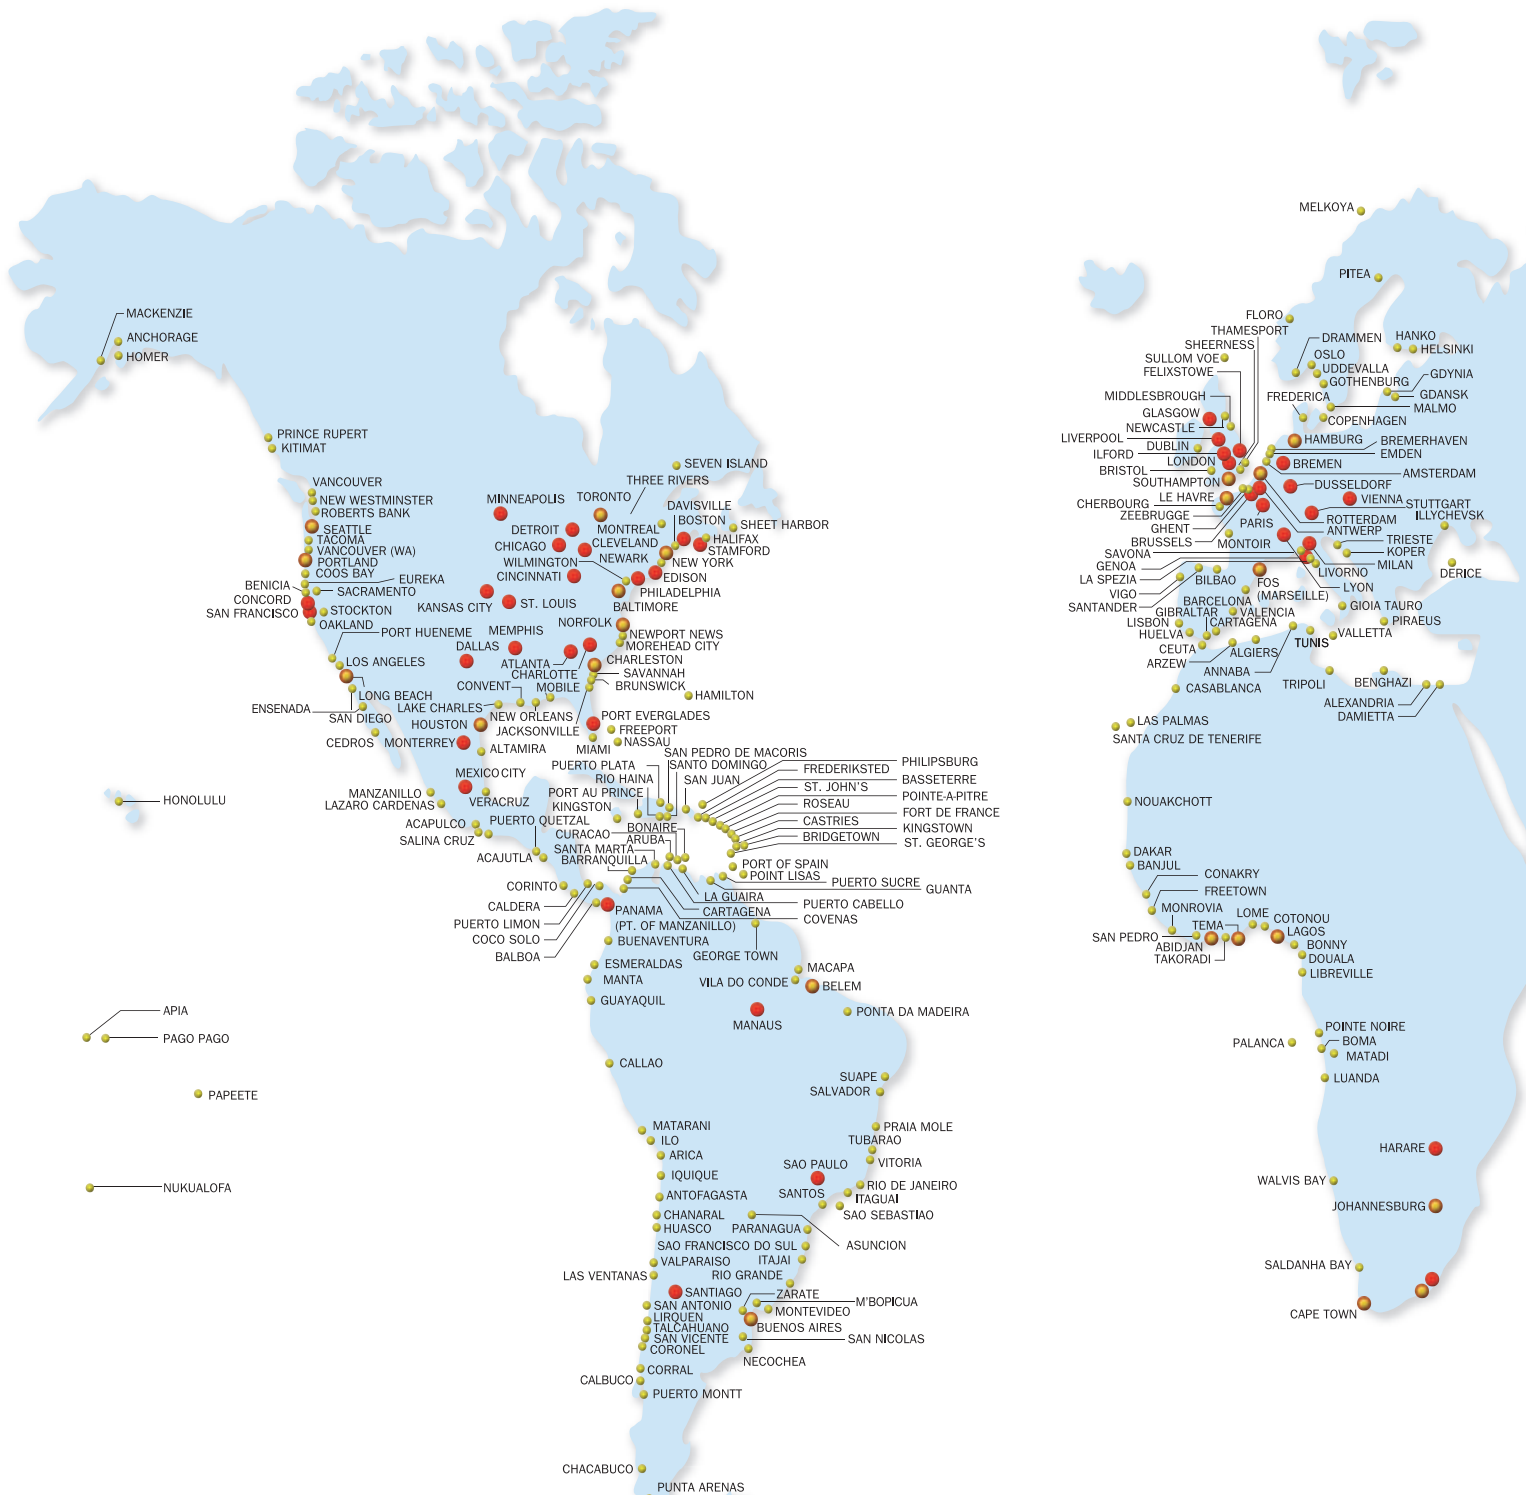 MELKOYA
PITEA
MACKENZIE
ANCHORAGE
HOMER
FLORO
THAMESPORT
SHEERNESS
SULLOM VOE
FELIXSTOWE
DRAMMEN
HANKO
OSLO
HELSINKI
UDDEVALLA
GOTHENBURG
GDYNIA
GDANSK
MALMO
FREDERICA
COPENHAGEN
MIDDLESBROUGH
GLASGOW
NEWCASTLE
LIVERPOOL
DUBLIN
ILFORD
LONDON
BRISTOL
SOUTHAMPTON
CHERBOURG
LE HAVRE
ZEEBRUGGE
GHENT
BRUSSELS
HAMBURG
BREMERHAVEN
EMDEN
BREMEN
AMSTERDAM
DUSSELDORF
VIENNA
STUTTGART
ILLYCHEVSK
PARIS
ROTTERDAM
ANTWERP
MONTOIR
TRIESTE
KOPER
SAVONA
GENOA
LA SPEZIA
VIGO
SANTANDER
BILBAO
LIVORNO
MILAN
LYON
DERICE
FOS
(MARSEILLE)
BARCELONA
GIBRALTAR
VALENCIA
LISBON
CARTAGENA
HUELVA
CEUTA
ARZEW
ALGIERS
ANNABA
TUNIS
GIOIA TAURO
PIRAEUS
VALLETTA
TRIPOLI
BENGHAZI
ALEXANDRIA
DAMIETTA
CASABLANCA
LAS PALMAS
SANTA CRUZ DE TENERIFE
PRINCE RUPERT
KITIMAT
VANCOUVER
NEW WESTMINSTER
ROBERTS BANK
SEATTLE
TACOMA
VANCOUVER (WA)
PORTLAND
COOS BAY
EUREKA
BENICIA
SACRAMENTO
CONCORD
SAN FRANCISCO
STOCKTON
OAKLAND
PORT HUENEME
LOS ANGELES
LONG BEACH
ENSENADA
SAN DIEGO
CEDROS
SEVEN ISLAND
THREE RIVERS
MINNEAPOLIS
TORONTO
DAVISVILLE
DETROIT
MONTREAL
BOSTON
SHEET HARBOR
CHICAGO
CLEVELAND
HALIFAX
NEWARK
STAMFORD
WILMINGTON
NEW YORK
CINCINNATI
EDISON
PHILADELPHIA
KANSAS CITY
ST. LOUIS
BALTIMORE
NORFOLK
MEMPHIS
NEWPORT NEWS
MOREHEAD CITY
DALLAS
ATLANTA
CHARLOTTE
CHARLESTON
SAVANNAH
BRUNSWICK
CONVENT
MOBILE
HAMILTON
LAKE CHARLES
NEW ORLEANS
HOUSTON
JACKSONVILLE
PORT EVERGLADES
FREEPORT
MONTERREY
ALTAMIRA
MIAMI
NASSAU
MEXICO CITY
VERACRUZ
MANZANILLO
LAZARO CARDENAS
ACAPULCO
SALINA CRUZ
PUERTO QUETZAL
ACAJUTLA
HONOLULU
SAN PEDRO DE MACORIS
PUERTO PLATA
SANTO DOMINGO
RIO HAINA
SAN JUAN
PORT AU PRINCE
KINGSTON
PHILIPSBURG
FREDERIKSTED
BASSETERRE
ST. JOHN'S
POINTE-A-PITRE
ROSEAU
FORT DE FRANCE
CASTRIES
KINGSTOWN
BRIDGETOWN
ST. GEORGE'S
BONAIRE
CURACAO
ARUBA
SANTA MARTA
BARRANQUILLA
PORT OF SPAIN
POINT LISAS
PUERTO SUCRE
GUANTA
LA GUAIRA
PUERTO CABELLO
CARTAGENA
COVENAS
CORINTO
CALDERA
PUERTO LIMON
COCO SOLO
BALBOA
PANAMA
(PT. OF MANZANILLO)
BUENAVENTURA
GEORGE TOWN
ESMERALDAS
MANTA
GUAYAQUIL
MACAPA
VILA DO CONDE
BELEM
MANAUS
PONTA DA MADEIRA
CALLAO
SUAPE
SALVADOR
APIA
PAGO PAGO
PAPEETE
NUKUALOFA
MATARANI
ILO
ARICA
IQUIQUE
ANTOFAGASTA
CHANARAL
HUASCO
PRAIA MOLE
TUBARAO
VITORIA
SAO PAULO
SANTOS
RIO DE JANEIRO
ITAGUAI
SAO SEBASTIAO
PARANAGUA
ASUNCION
SAO FRANCISCO DO SUL
ITAJAI
VALPARAISO
LAS VENTANAS
RIO GRANDE
SANTIAGO
ZARATE
M'BOPICUA
SAN ANTONIO
MONTEVIDEO
LIRQUEN
TALCAHUANO
BUENOS AIRES
SAN VICENTE
SAN NICOLAS
CORONEL
NECOCHEA
CORRAL
CALBUCO
PUERTO MONTT
CHACABUCO
PUNTA ARENAS
NOUAKCHOTT
DAKAR
BANJUL
CONAKRY
FREETOWN
MONROVIA
LOME
COTONOU
TEMA
LAGOS
SAN PEDRO
ABIDJAN
TAKORADI
BONNY
DOUALA
LIBREVILLE
POINTE NOIRE
PALANCA
BOMA
MATADI
LUANDA
HARARE
WALVIS BAY
JOHANNESBURG
SALDANHA BAY
CAPE TOWN